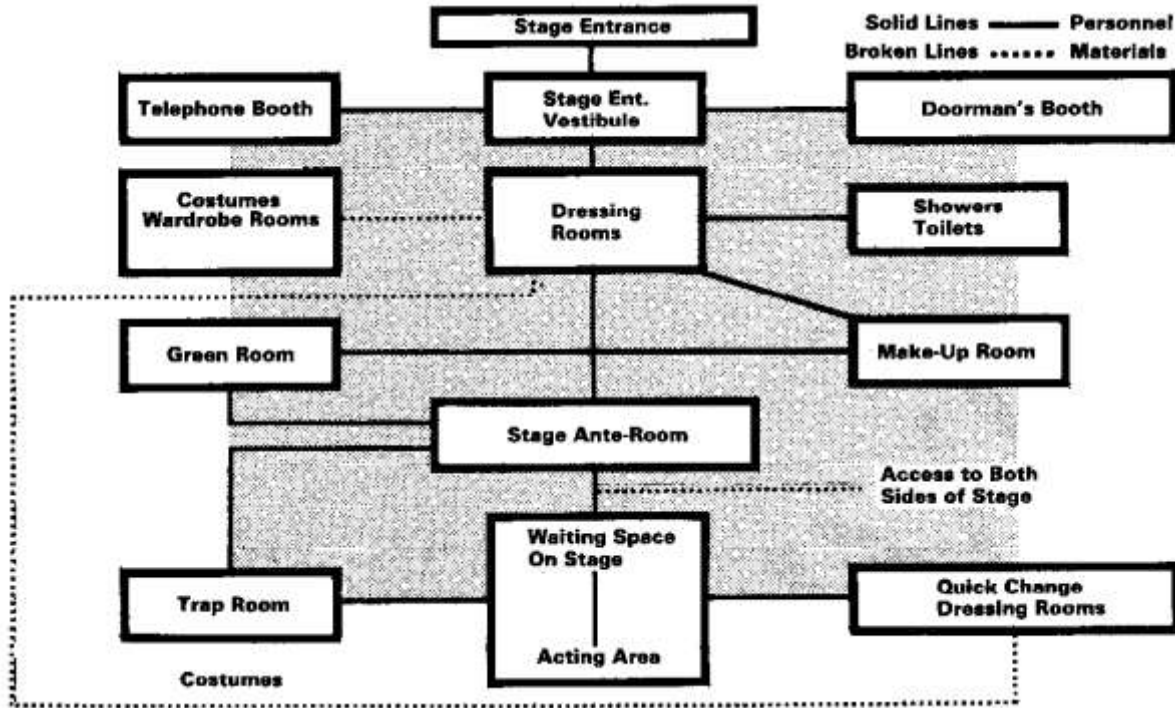 Stage Entrance
Solid Lines Personnel
Broken Lines Materials
Telephone Booth
Stage Ent.
Vestibule
Doorman's Booth
Costumes
Wardrobe Rooms
Dressing
Rooms
Showers
Toilets
Green Room
Make-Up Room
Stage Ante-Room
Access to Both
Sides of Stage
Waiting Space
On Stage
Acting Area
Trap Room
Quick Change
Dressing Rooms
Costumes